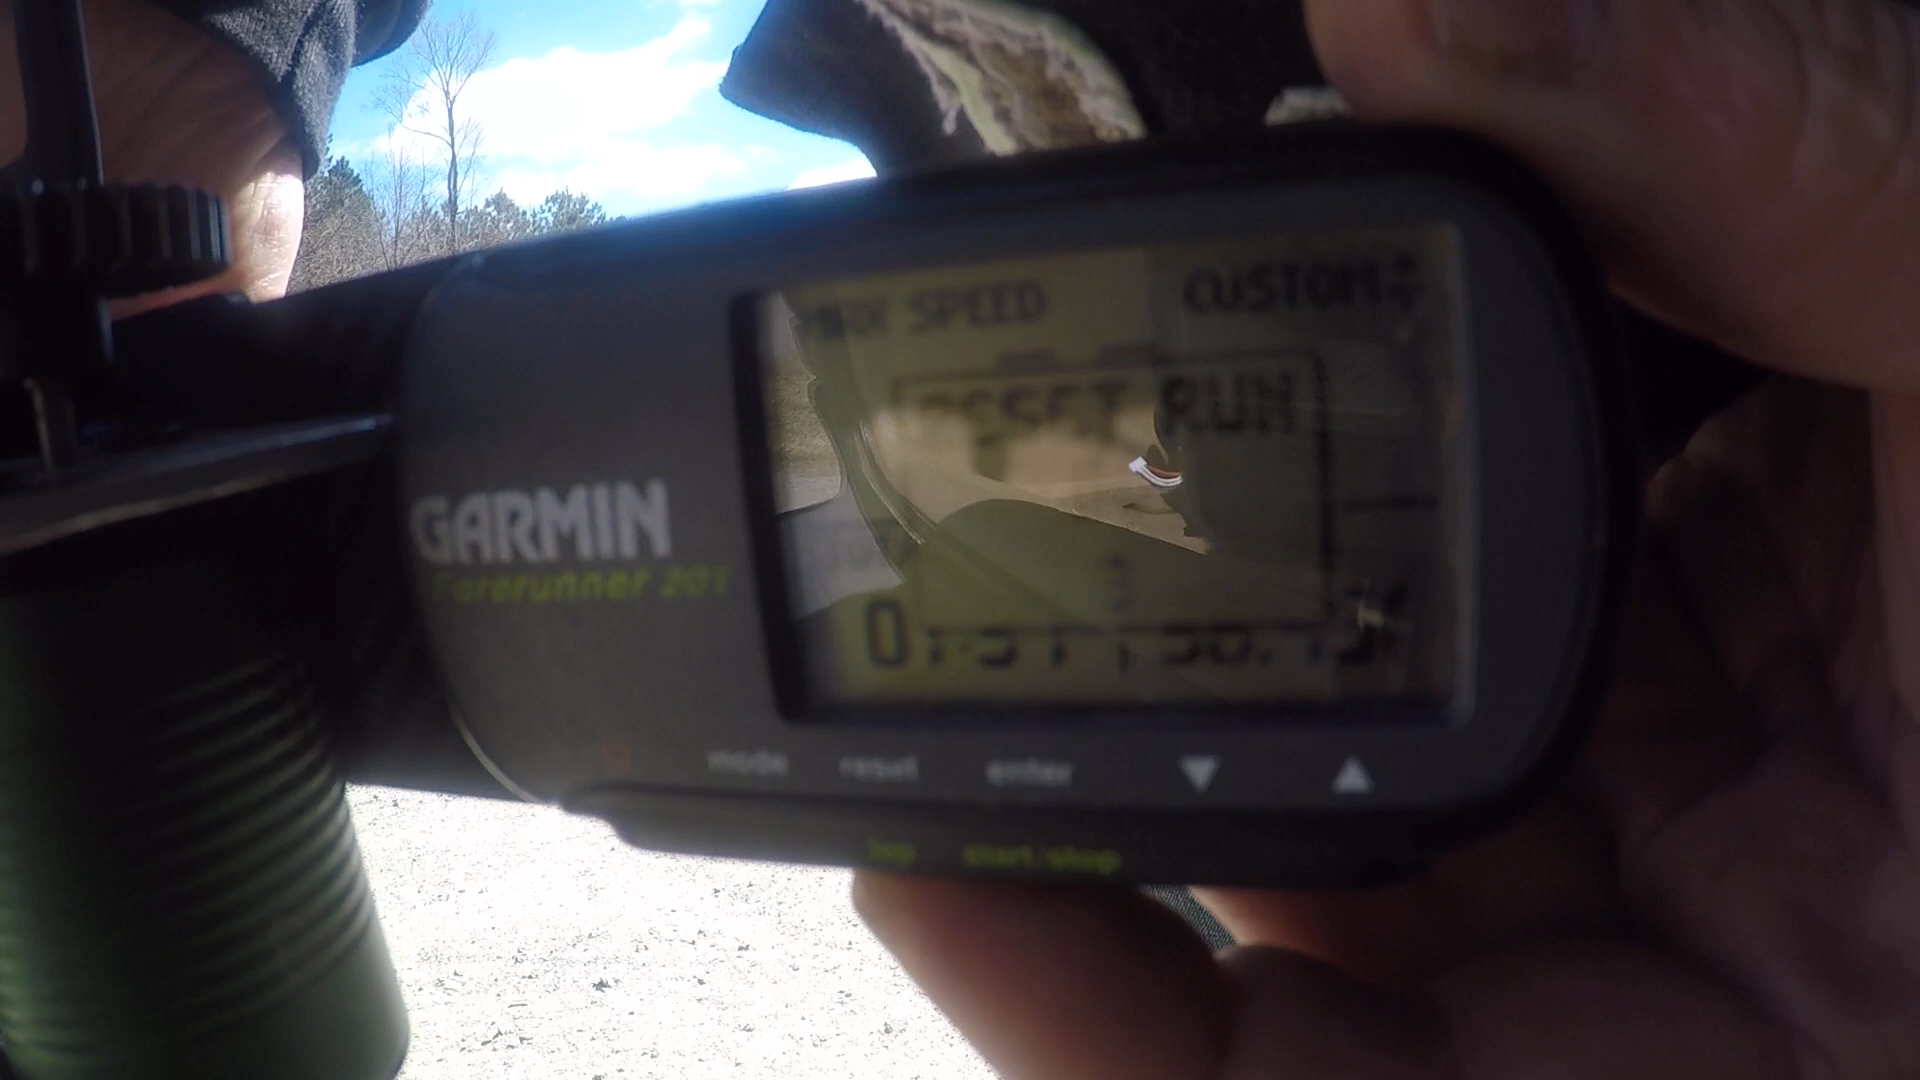 MAX SPEED CUSTOM
RESET RUN
GARMIN
Forerunner 201
mode reset enter
lap start/stop